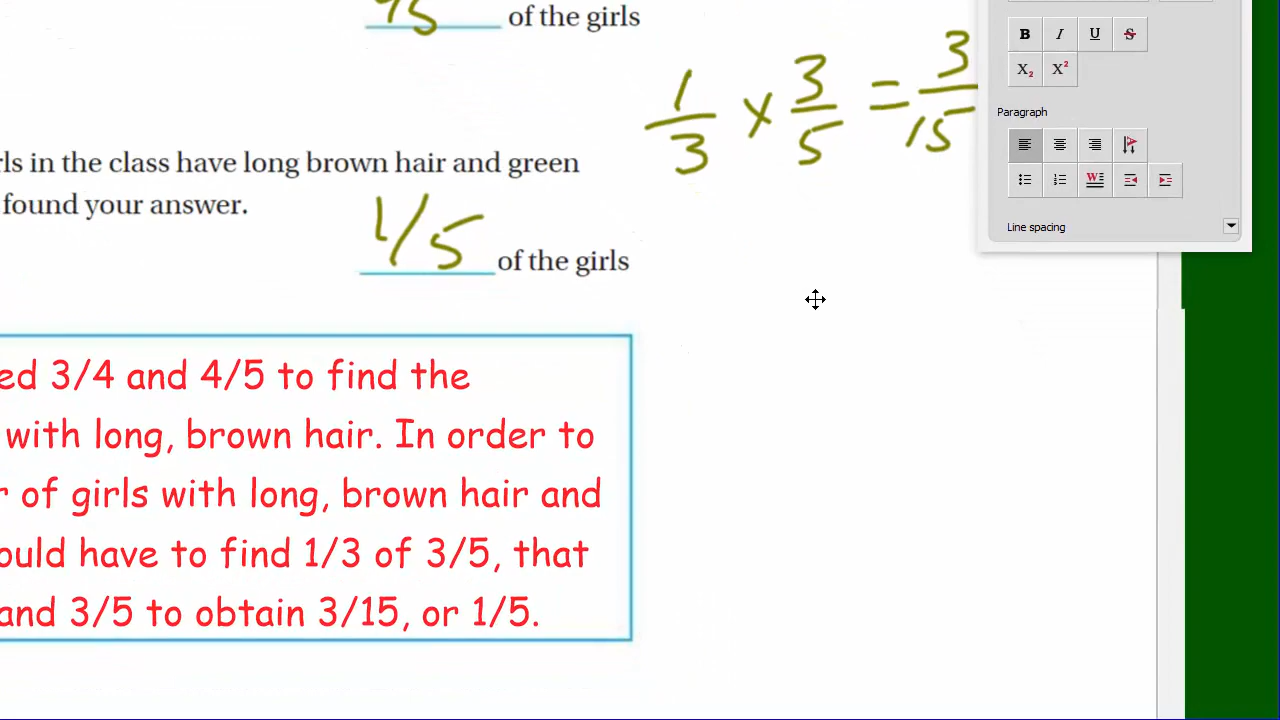 of the girls
1/3 x 3/5 = 3/15
rls in the class have long brown hair and green
found your answer.
1/5 of the girls
ed 3/4 and 4/5 to find the
with long, brown hair. In order to
r of girls with long, brown hair and
ould have to find 1/3 of 3/5, that
and 3/5 to obtain 3/15, or 1/5.
B I U S
X₂ X²
Paragraph
Line spacing